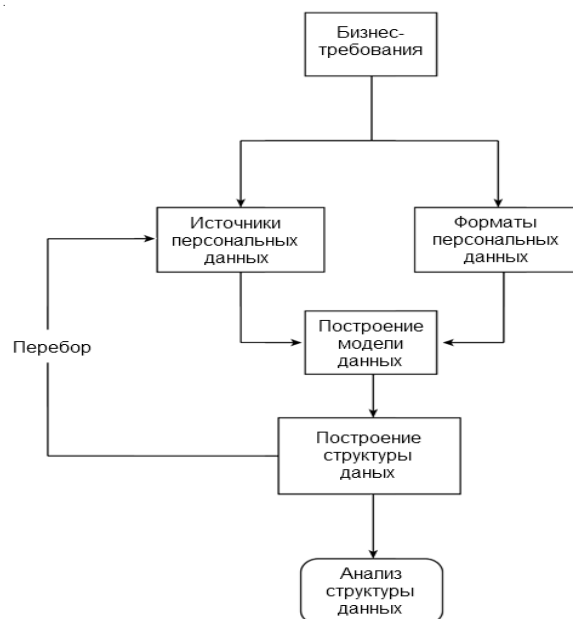 Бизнес-
требования
Источники
персональных
данных
Форматы
персональных
данных
Перебор
Построение
модели
данных
Построение
структуры
даных
Анализ
структуры
данных